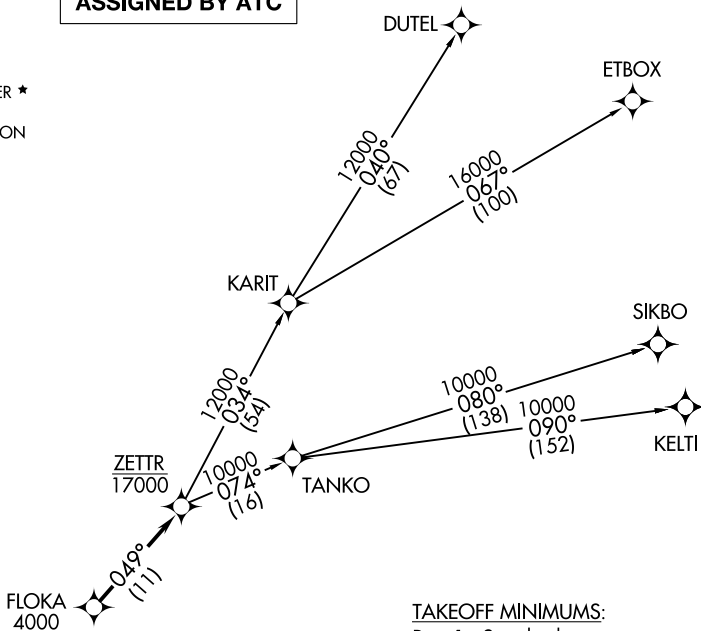 ASSIGNED BY ATC
DUTEL
ER ★
ETBOX
ON
12000
040°
(67)
16000
067°
(100)
KARIT
SIKBO
12000
034°
(54)
10000
080°
(138)
10000
090°
(152)
KELTI
ZETTR
17000
10000
074°
(16)
TANKO
049°
(11)
FLOKA
4000
TAKEOFF MINIMUMS: